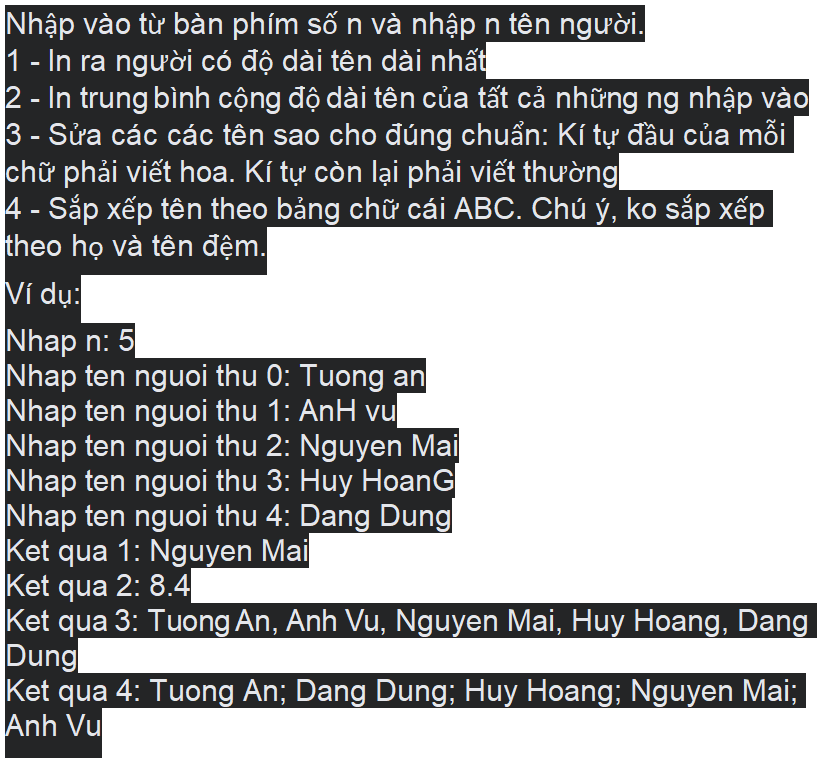 Nhập vào từ bàn phím số n và nhập n tên người.
1 - In ra người có độ dài tên dài nhất
2 - In trung bình cộng độ dài tên của tất cả những ng nhập vào
3 - Sửa các các tên sao cho đúng chuẩn: Kí tự đầu của mỗi
chữ phải viết hoa. Kí tự còn lại phải viết thường
4 - Sắp xếp tên theo bảng chữ cái ABC. Chú ý, ko sắp xếp
theo họ và tên đệm.
Ví dụ:
Nhap n: 5
Nhap ten nguoi thu 0: Tuong an
Nhap ten nguoi thu 1: AnH vu
Nhap ten nguoi thu 2: Nguyen Mai
Nhap ten nguoi thu 3: Huy HoanG
Nhap ten nguoi thu 4: Dang Dung
Ket qua 1: Nguyen Mai
Ket qua 2: 8.4
Ket qua 3: Tuong An, Anh Vu, Nguyen Mai, Huy Hoang, Dang
Dung
Ket qua 4: Tuong An; Dang Dung; Huy Hoang; Nguyen Mai;
Anh Vu